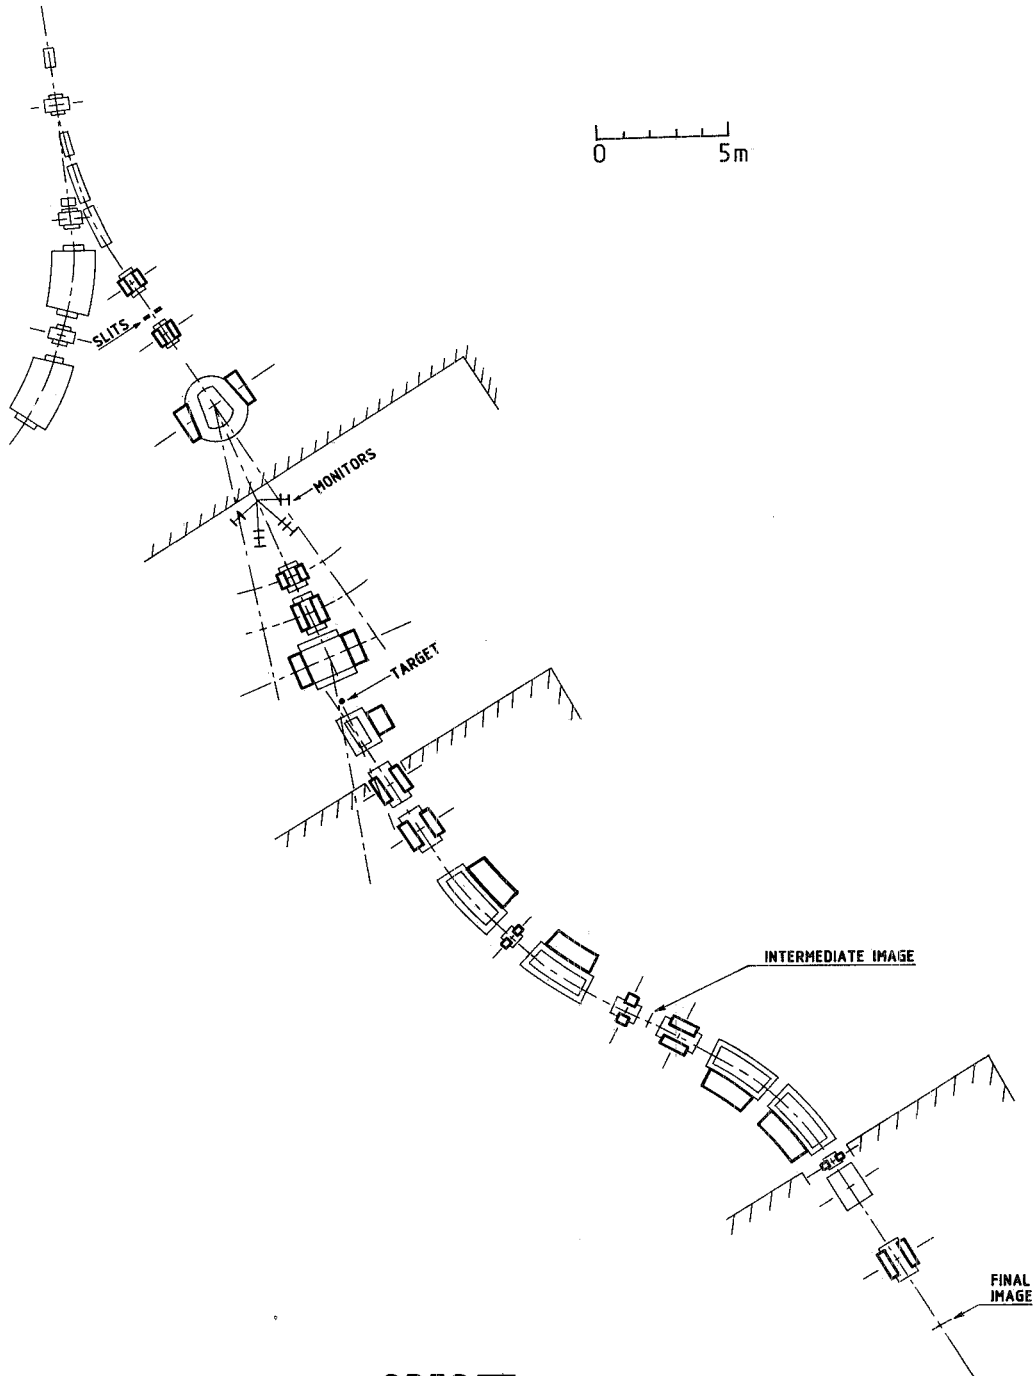 0 5m
SLITS
MONITORS
TARGET
INTERMEDIATE IMAGE
FINAL
IMAGE